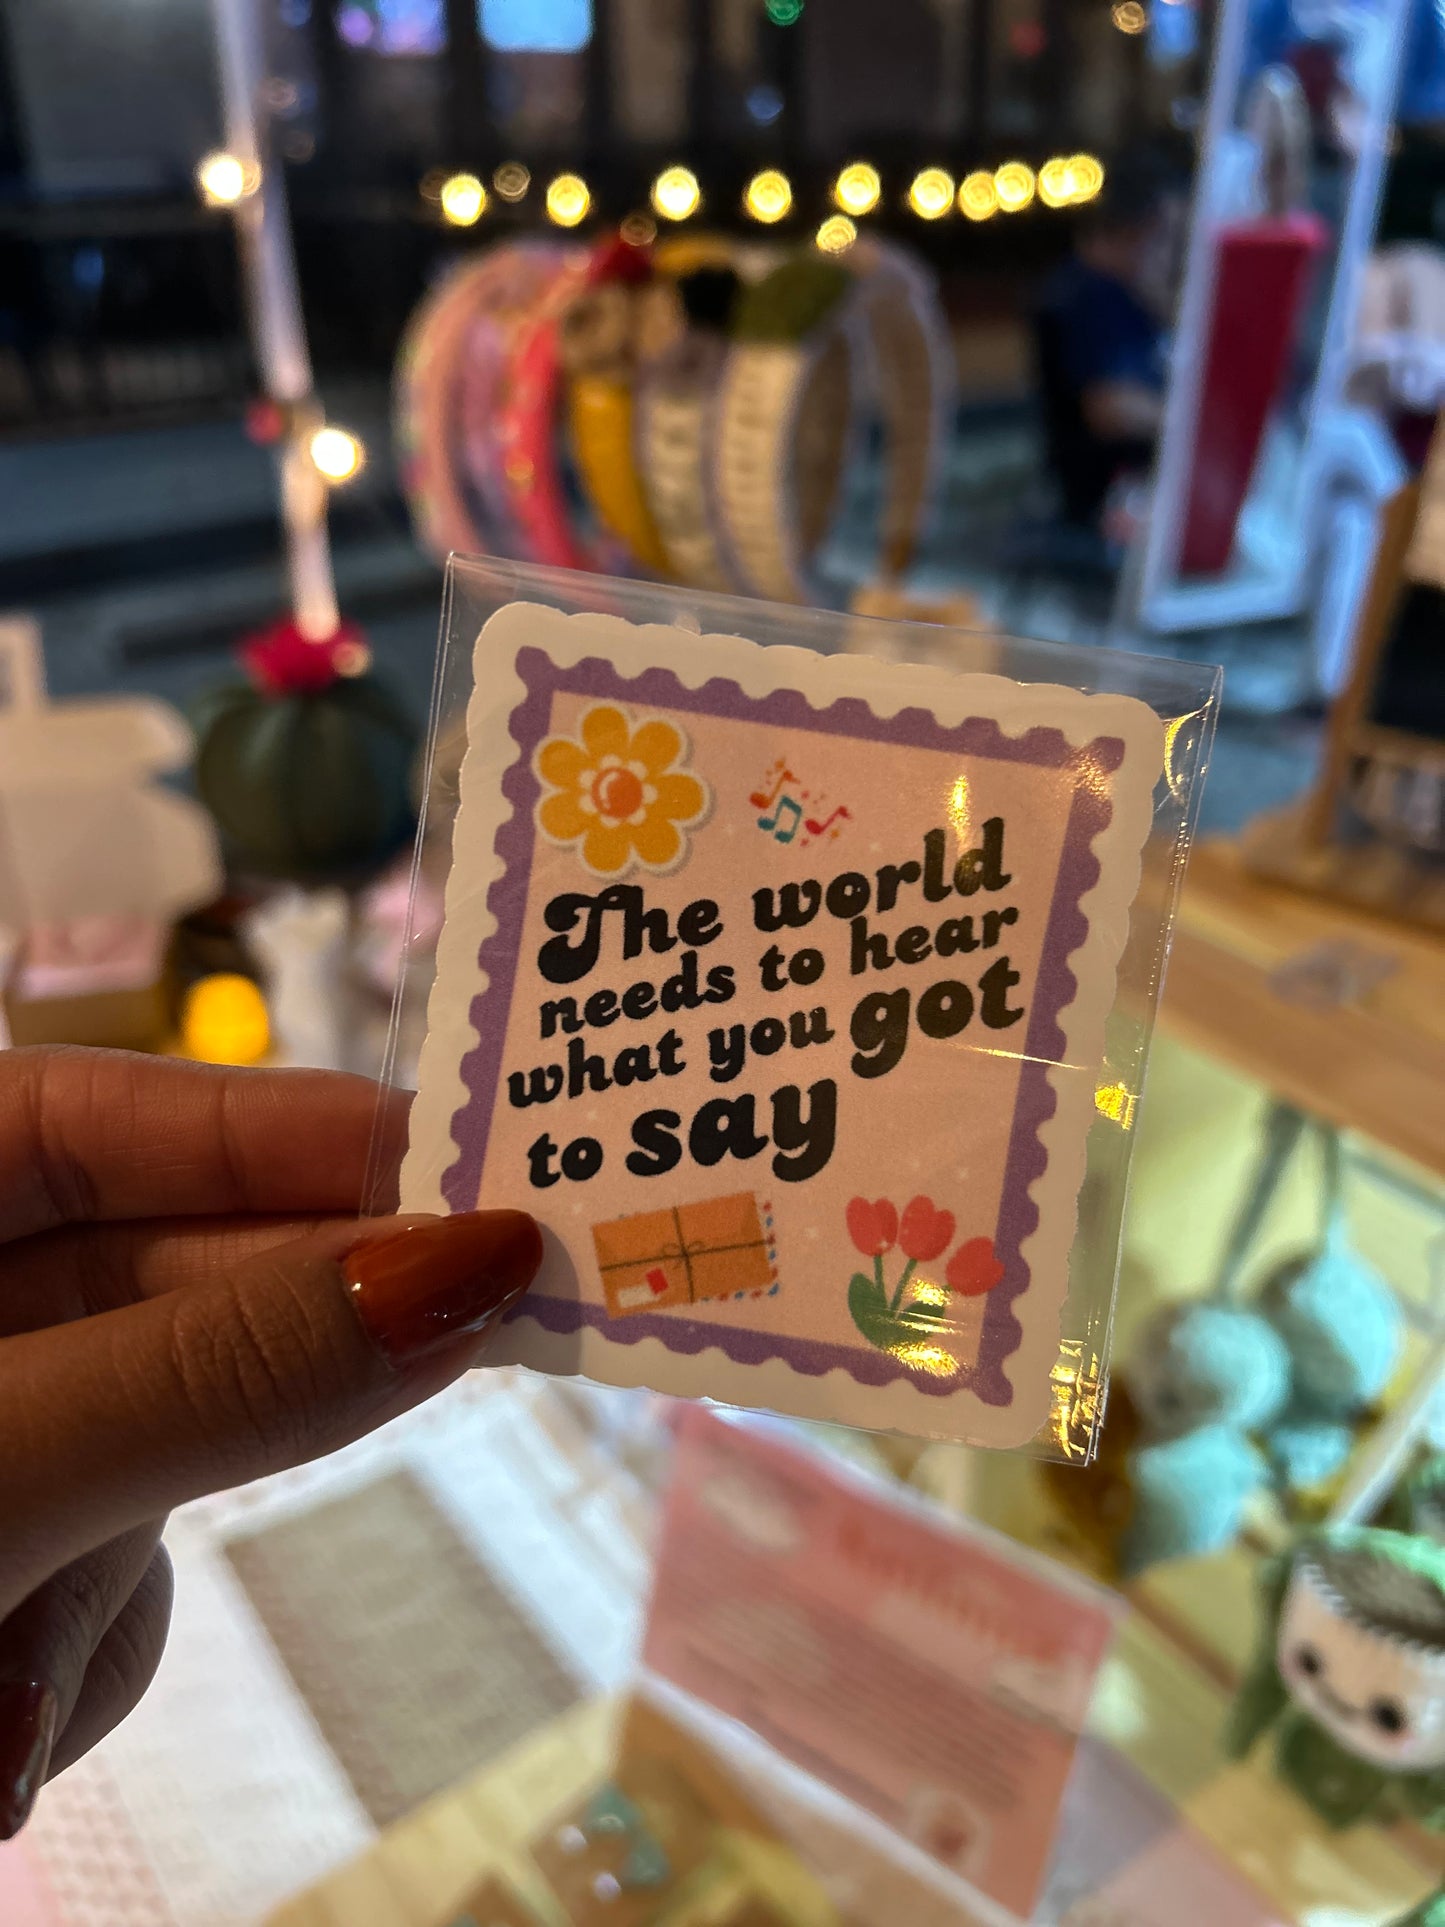 The world
needs to hear
what you got
to say